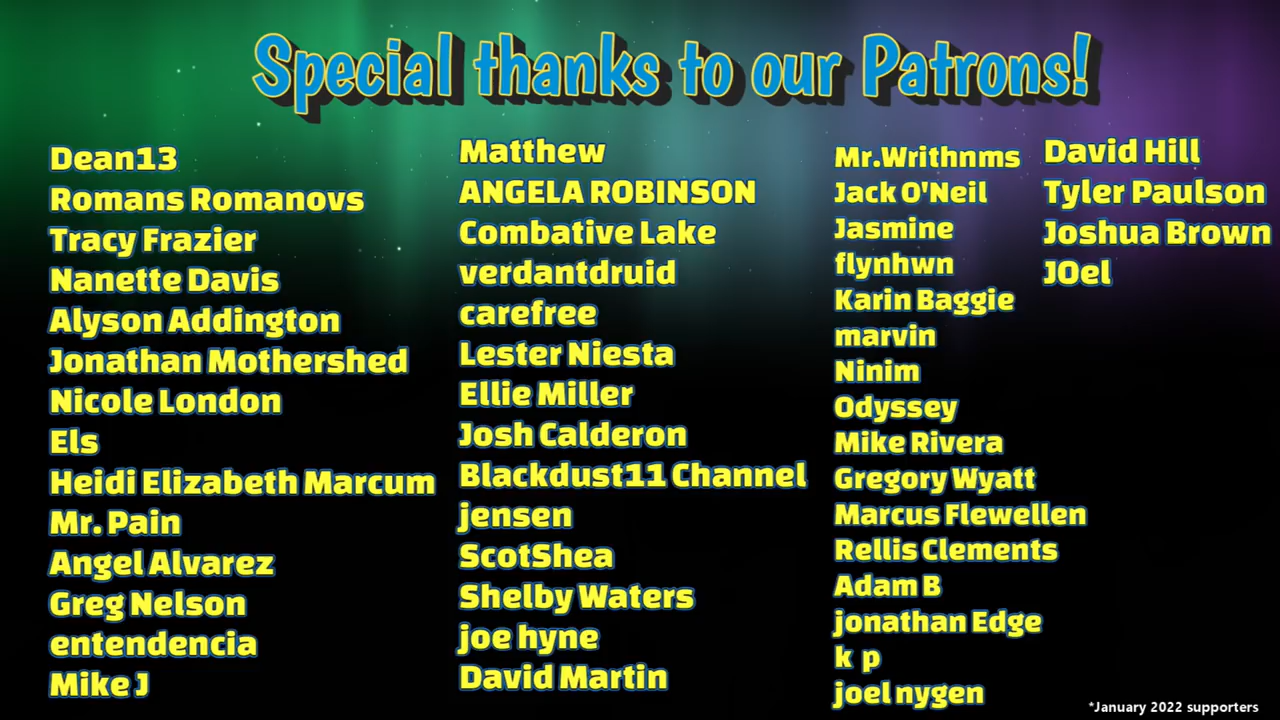 Special thanks to our Patrons!
Dean13
Romans Romanovs
Tracy Frazier
Nanette Davis
Alyson Addington
Jonathan Mothershed
Nicole London
Els
Heidi Elizabeth Marcum
Mr. Pain
Angel Alvarez
Greg Nelson
entendencia
Mike J
Matthew
ANGELA ROBINSON
Combative Lake
verdantdruid
carefree
Lester Niesta
Ellie Miller
Josh Calderon
Blackdust11 Channel
jensen
ScotShea
Shelby Waters
joe hyne
David Martin
Mr.Writhnms
Jack O'Neil
Jasmine
flynhwn
Karin Baggie
marvin
Ninim
Odyssey
Mike Rivera
Gregory Wyatt
Marcus Flewellen
Rellis Clements
Adam B
jonathan Edge
k p
joel nygen
David Hill
Tyler Paulson
Joshua Brown
JOel
*January 2022 supporters